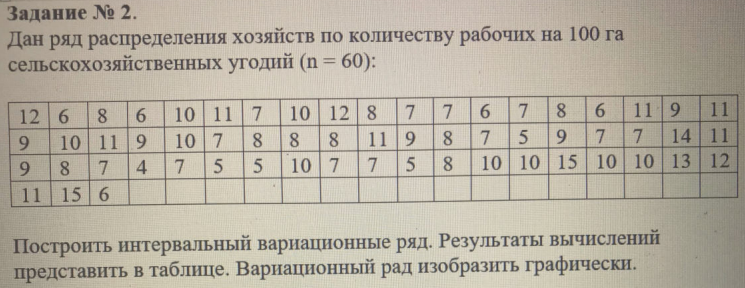 Задание № 2.
Дан ряд распределения хозяйств по количеству рабочих на 100 га
сельскохозяйственных угодий (n = 60):
12 6 8 6 10 11 7 10 12 8 7 7 6 7 8 6 11 9 11
9 10 11 9 10 7 8 8 8 11 9 8 7 5 9 7 7 14 11
9 8 7 4 7 5 5 10 7 7 5 8 10 10 15 10 10 13 12
11 15 6
Построить интервальный вариационные ряд. Результаты вычислений
представить в таблице. Вариационный рад изобразить графически.